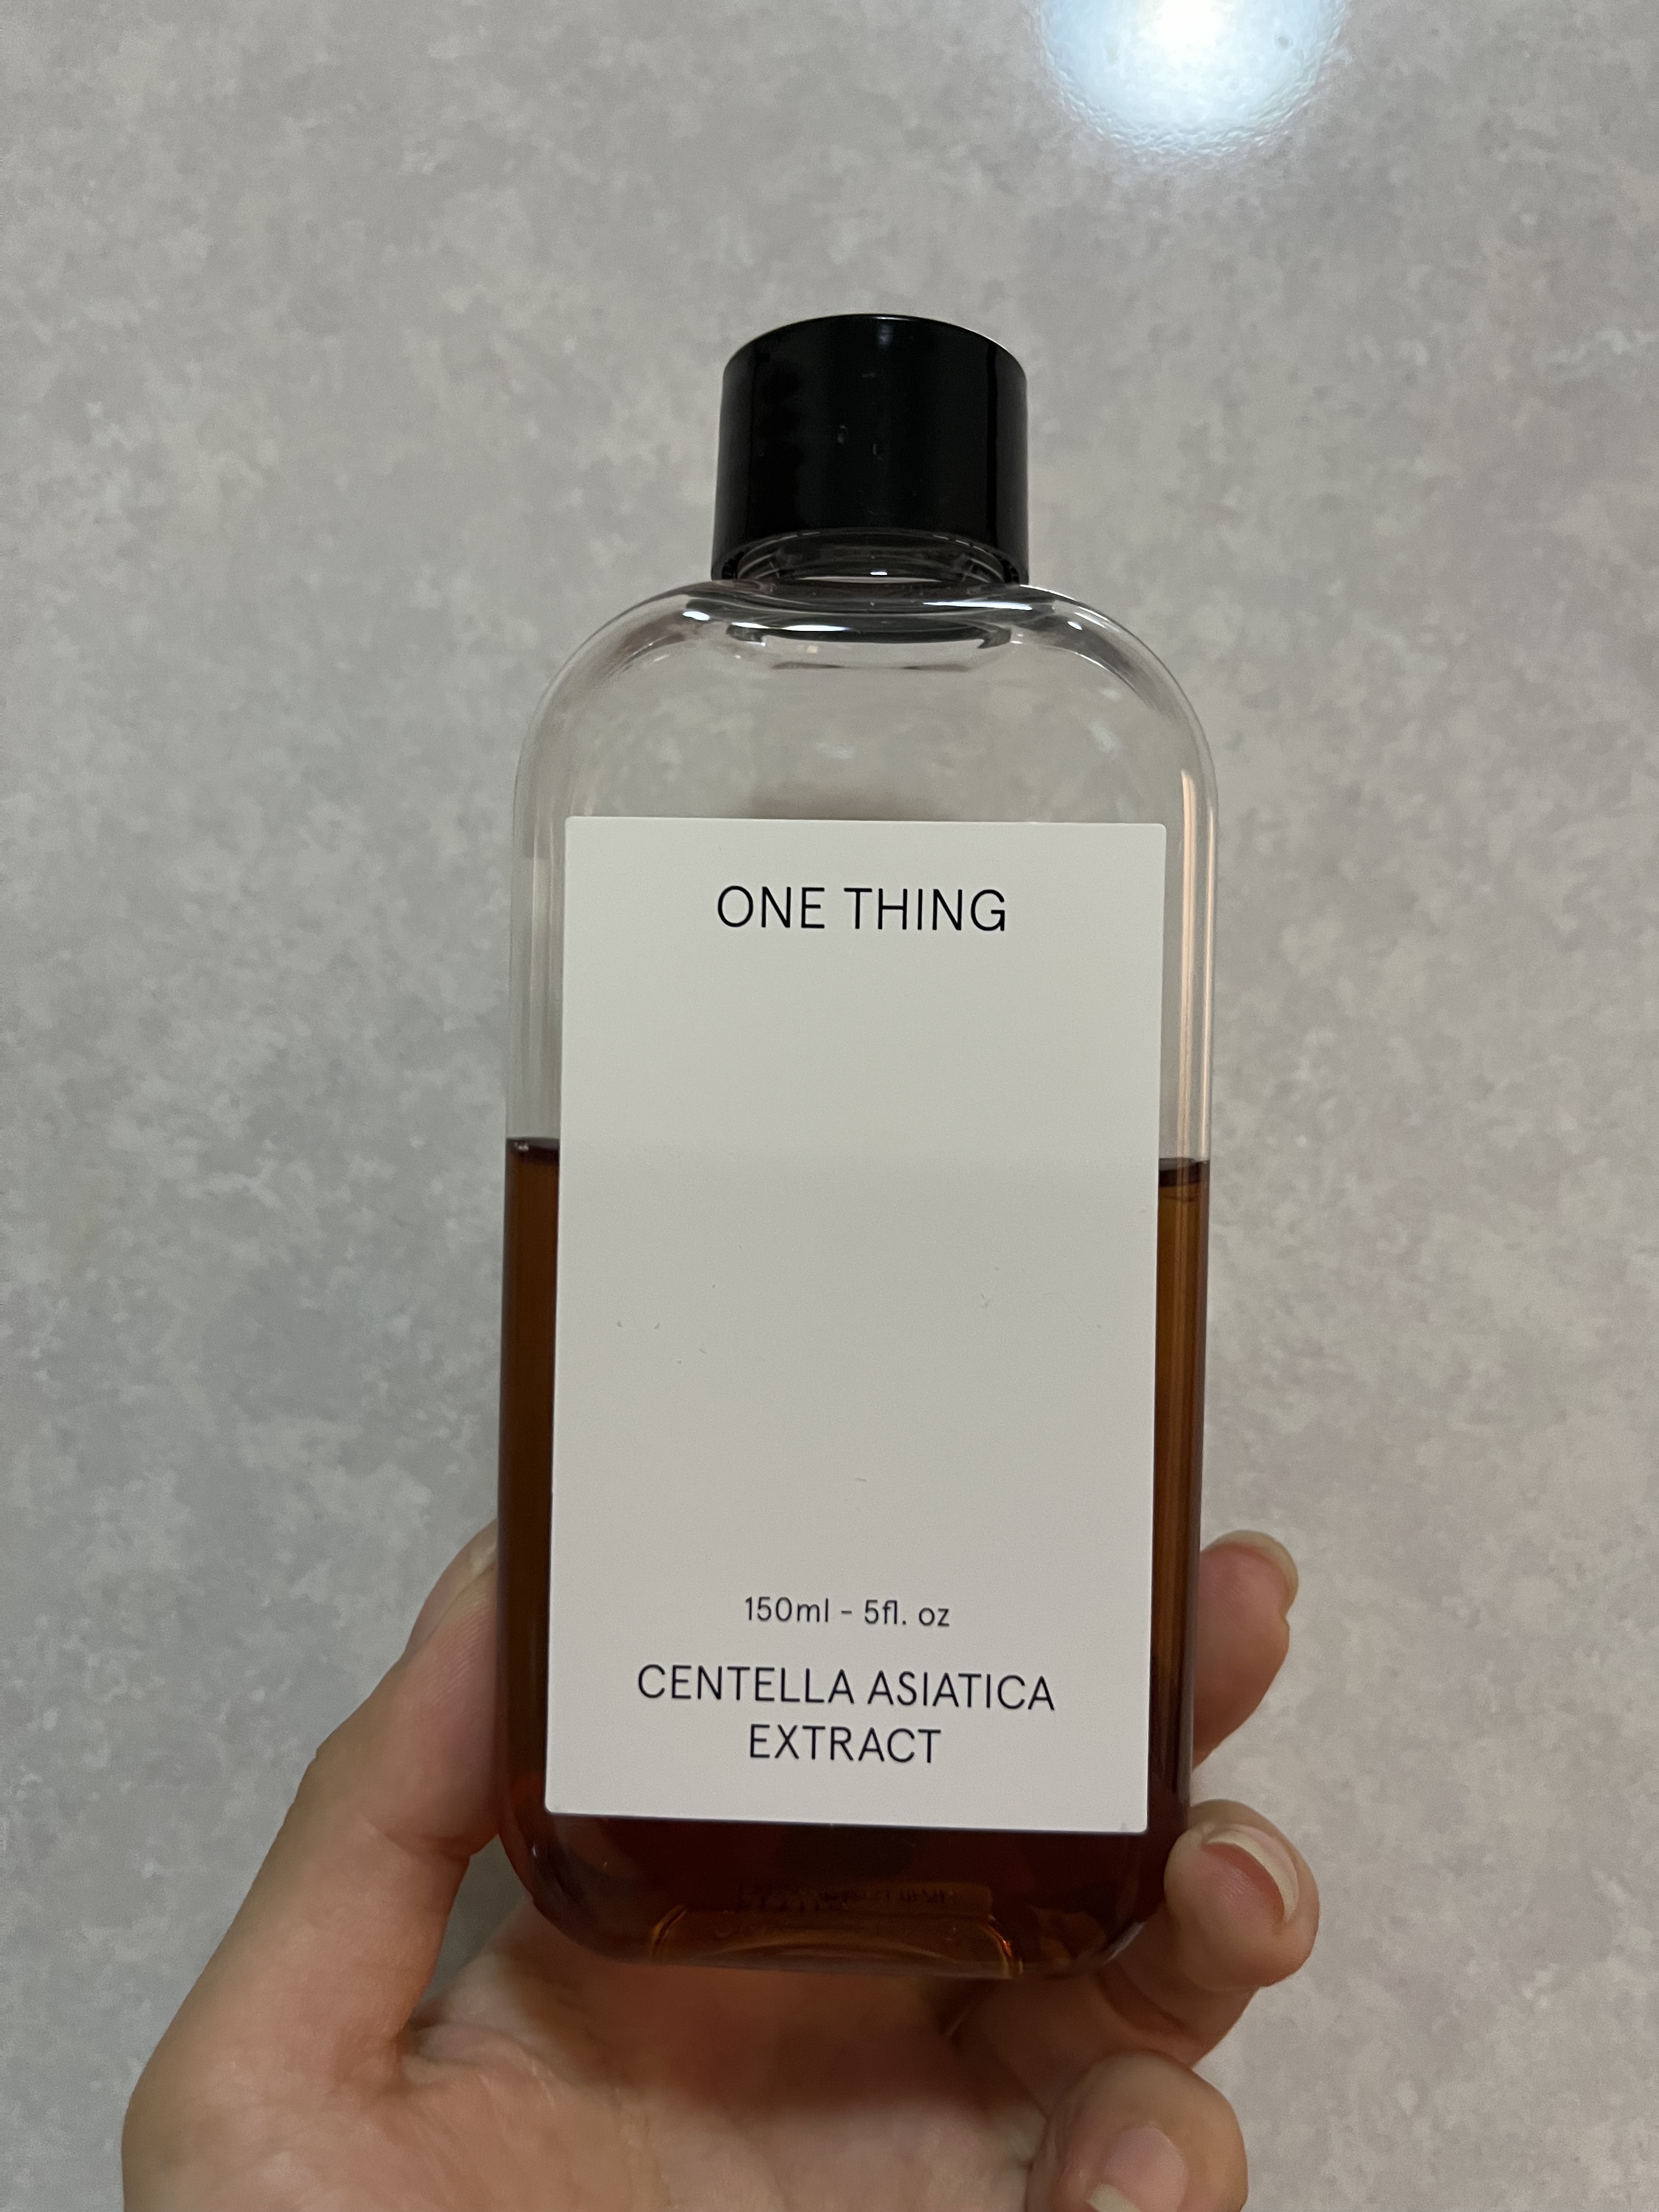 ONE THING
150ml - 5fl. oz
CENTELLA ASIATICA
EXTRACT